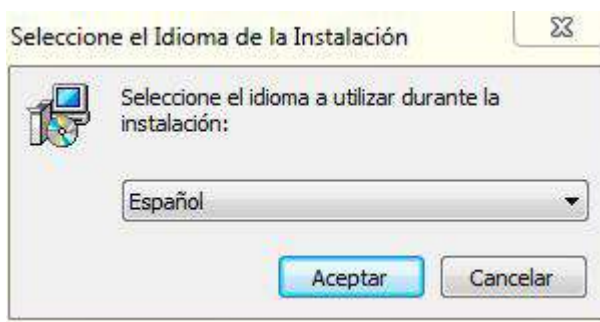 Seleccione el Idioma de la Instalación
Seleccione el idioma a utilizar durante la
instalación:
Español
Aceptar
Cancelar